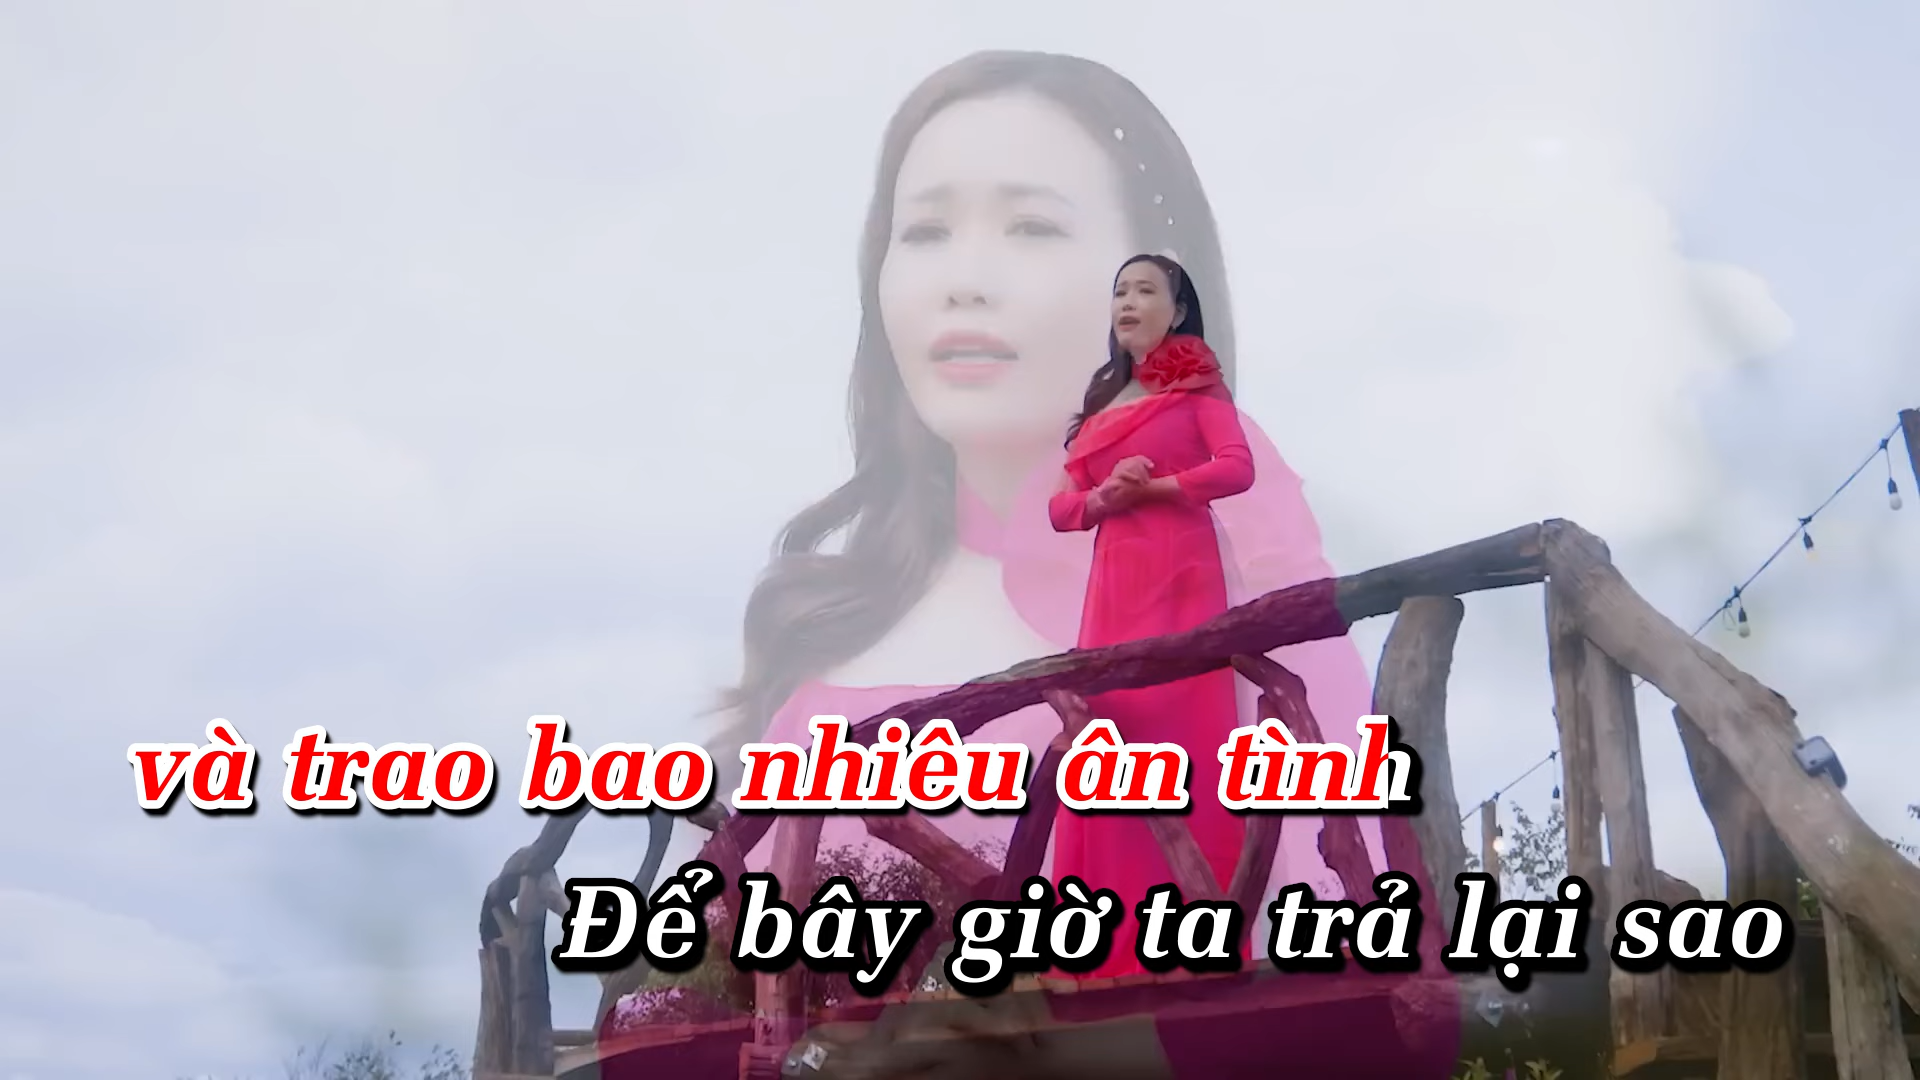 và trao bao nhiêu ân tình
Để bây giờ ta trả lại sao